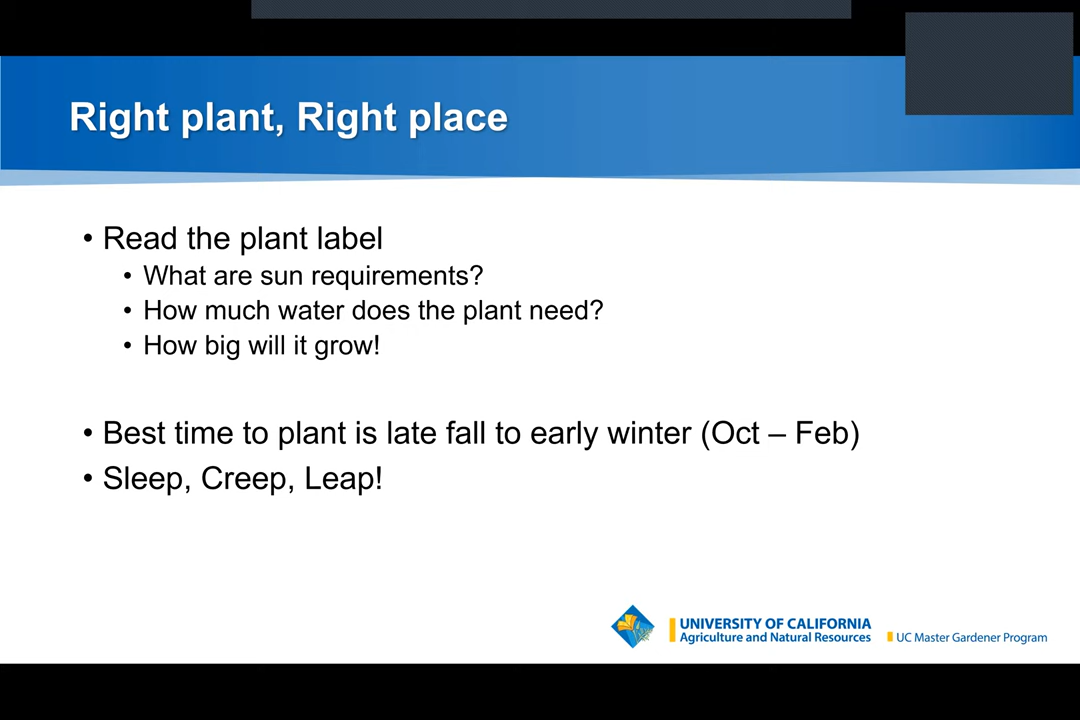 Right plant, Right place
• Read the plant label
• What are sun requirements?
• How much water does the plant need?
• How big will it grow!
• Best time to plant is late fall to early winter (Oct – Feb)
• Sleep, Creep, Leap!
UNIVERSITY OF CALIFORNIA
Agriculture and Natural Resources
UC Master Gardener Program